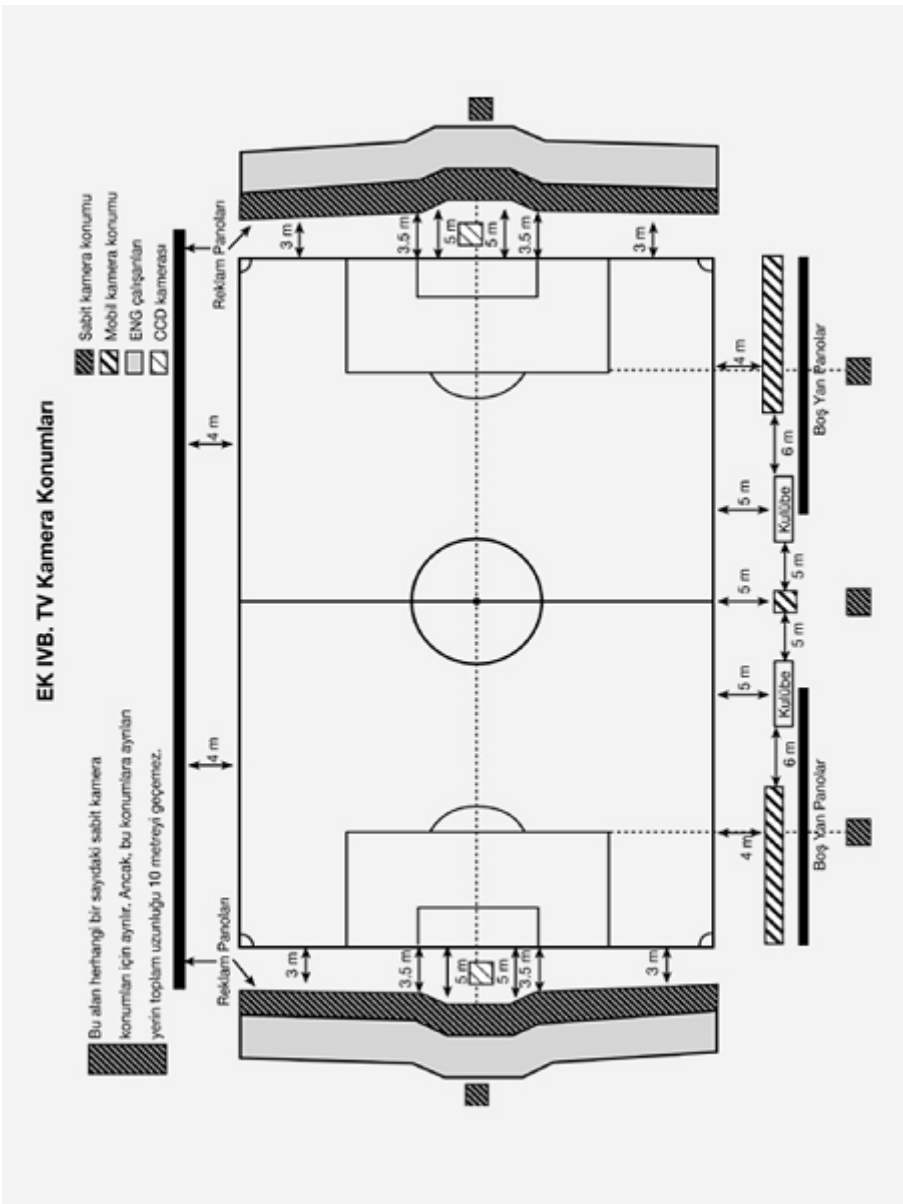 EK IVB. TV Kamera Konumları
Bu alan herhangi bir sayıdaki sabit kamera
konumları için ayrılır. Ancak, bu konumlara ayrılan
yerin toplam uzunluğu 10 metreyi geçemez.
Sabit kamera konumu
Mobil kamera konumu
ENG çalışanları
CCD kamerası
Reklam Panoları
Reklam Panoları
4 m
4 m
3 m
3 m
3.5 m
3.5 m
5 m
5 m
5 m
5 m
3.5 m
3.5 m
3 m
3 m
4 m
5 m
5 m
5 m
4 m
6 m
Kulübe
5 m
5 m
Kulübe
6 m
Boş Yan Panolar
Boş Yan Panolar